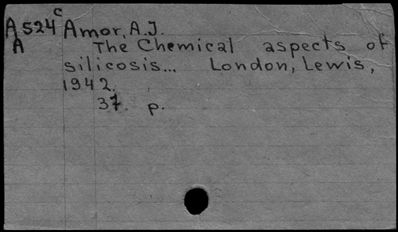 c
A524 Amor, A.J.
A The Chemical aspects of
silicosis... London, Lewis,
1942.
37. p.